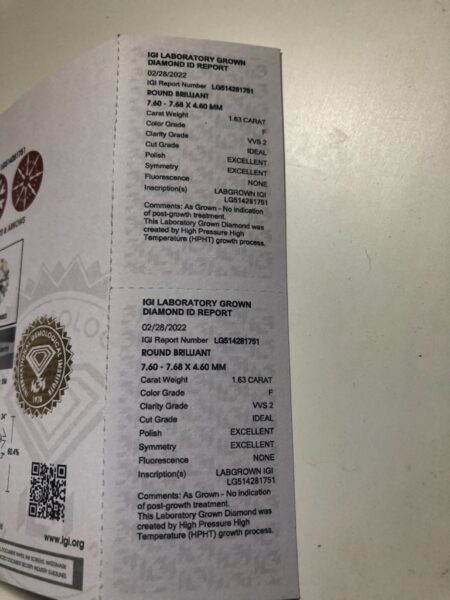 LG514281751
& ARROWS
IGI LABORATORY GROWN
DIAMOND ID REPORT
02/28/2022
IGI Report Number LG514281751
ROUND BRILLIANT
7.60 - 7.68 X 4.60 MM
Carat Weight 1.63 CARAT
Color Grade F
Clarity Grade VVS 2
Cut Grade IDEAL
Polish EXCELLENT
Symmetry EXCELLENT
Fluorescence NONE
Inscription(s) LABGROWN IGI
LG514281751
Comments: As Grown - No indication
of post-growth treatment.
This Laboratory Grown Diamond was
created by High Pressure High
Temperature (HPHT) growth process.
IGI LABORATORY GROWN
DIAMOND ID REPORT
02/28/2022
IGI Report Number LG514281751
ROUND BRILLIANT
7.60 - 7.68 X 4.60 MM
Carat Weight 1.63 CARAT
Color Grade F
Clarity Grade VVS 2
Cut Grade IDEAL
Polish EXCELLENT
Symmetry EXCELLENT
Fluorescence NONE
Inscription(s) LABGROWN IGI
LG514281751
Comments: As Grown - No indication
of post-growth treatment.
This Laboratory Grown Diamond was
created by High Pressure High
Temperature (HPHT) growth process.
IGI
1975
60.4%
www.igi.org